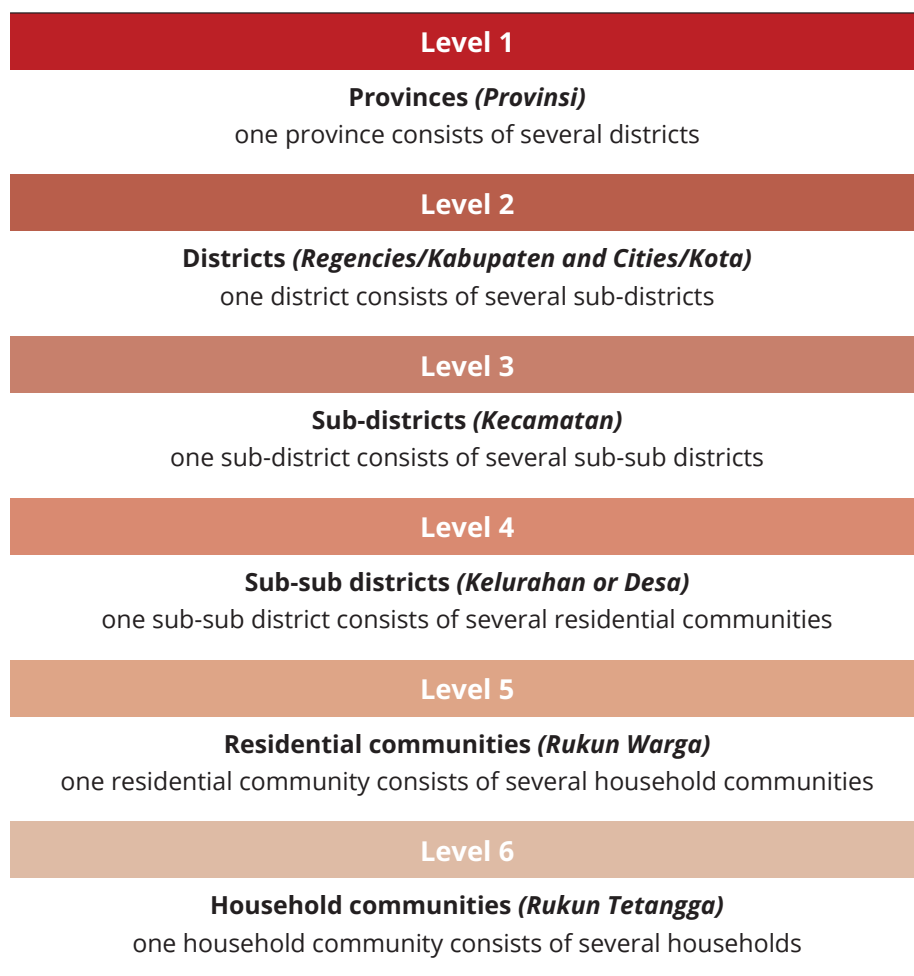 Level 1
Provinces (Provinsi)
one province consists of several districts
Level 2
Districts (Regencies/Kabupaten and Cities/Kota)
one district consists of several sub-districts
Level 3
Sub-districts (Kecamatan)
one sub-district consists of several sub-sub districts
Level 4
Sub-sub districts (Kelurahan or Desa)
one sub-sub district consists of several residential communities
Level 5
Residential communities (Rukun Warga)
one residential community consists of several household communities
Level 6
Household communities (Rukun Tetangga)
one household community consists of several households